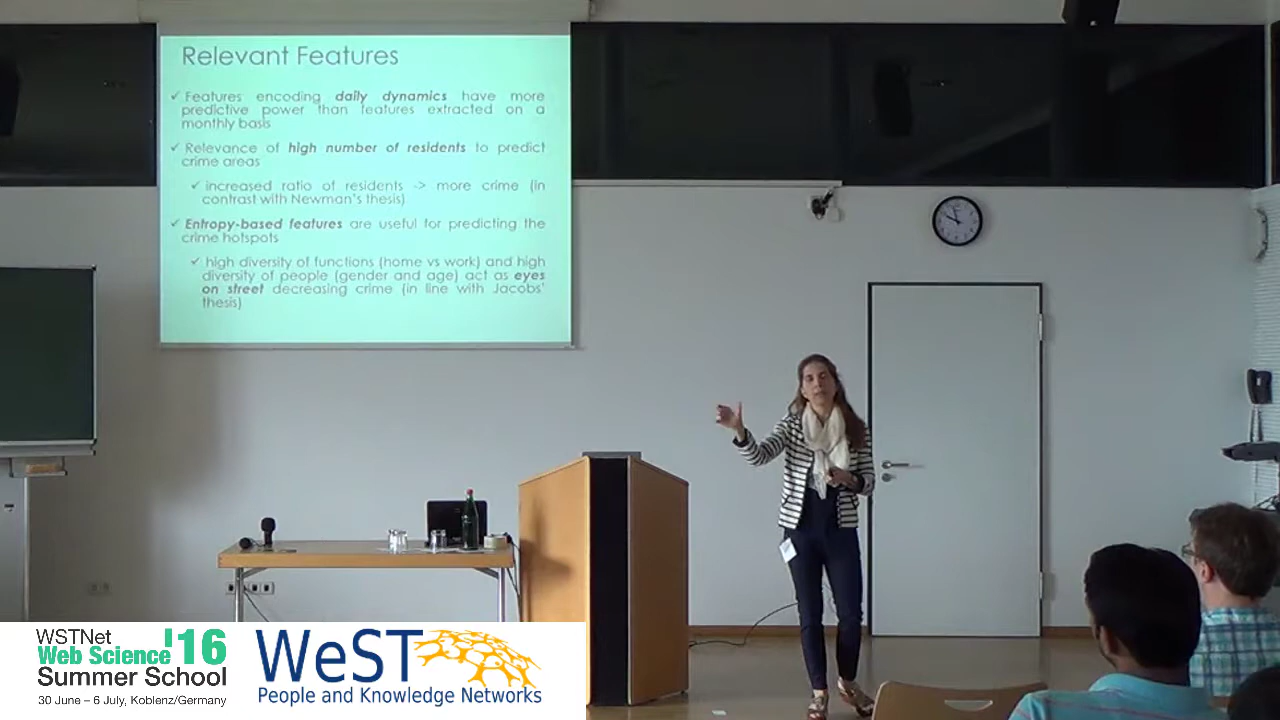 Relevant Features
✓ Features encoding daily dynamics have more
predictive power than features extracted on a
monthly basis
✓ Relevance of high number of residents to predict
crime areas
✓ increased ratio of residents -> more crime (in
contrast with Newman's thesis)
✓ Entropy-based features are useful for predicting the
crime hotspots
✓ high diversity of functions (home vs work) and high
diversity of people (gender and age) act as eyes
on street decreasing crime (in line with Jacobs'
thesis)
WSTNet
Web Science '16
Summer School
30 June – 6 July, Koblenz/Germany
WeST
People and Knowledge Networks